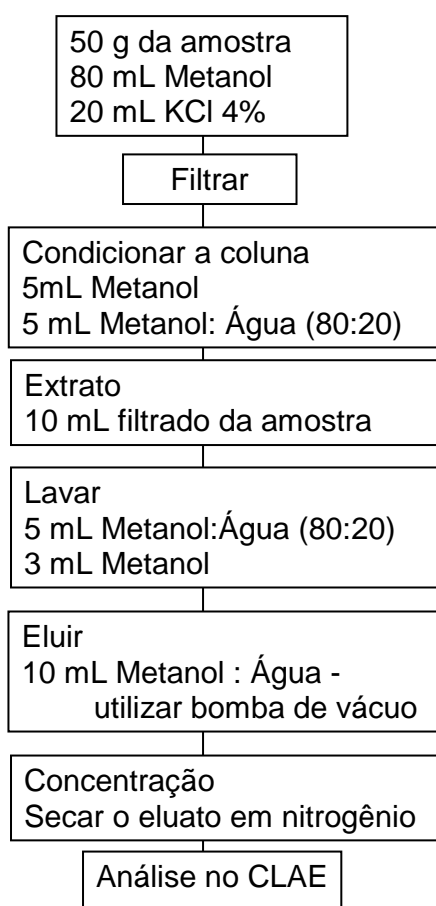 50 g da amostra
80 mL Metanol
20 mL KCl 4%
Filtrar
Condicionar a coluna
5mL Metanol
5 mL Metanol: Água (80:20)
Extrato
10 mL filtrado da amostra
Lavar
5 mL Metanol:Água (80:20)
3 mL Metanol
Eluir
10 mL Metanol : Água -
utilizar bomba de vácuo
Concentração
Secar o eluato em nitrogênio
Análise no CLAE